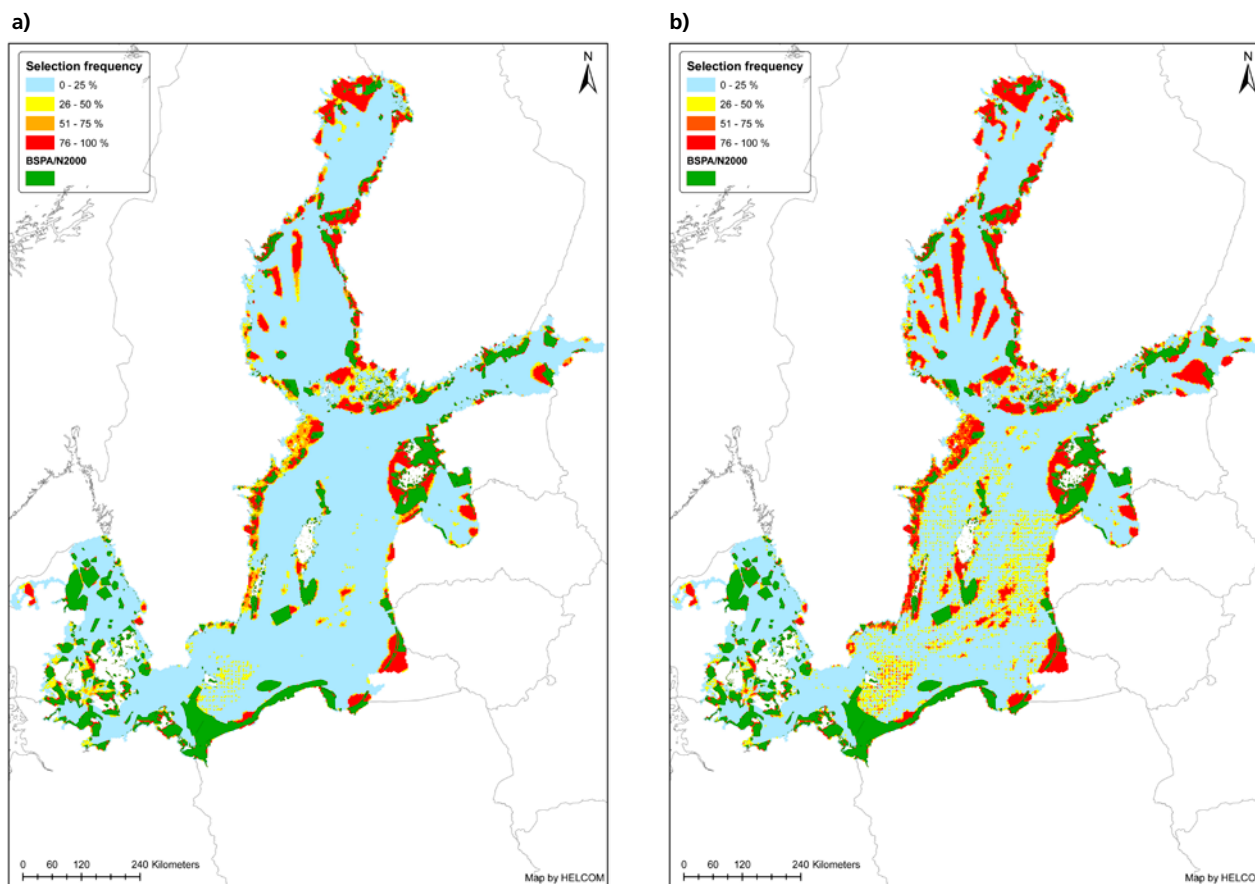 a)
Selection frequency
0 - 25 %
26 - 50 %
51 - 75 %
76 - 100 %
BSPA/N2000
N
0 60 120 240 Kilometers
Map by HELCOM
b)
Selection frequency
0 - 25 %
26 - 50 %
51 - 75 %
76 - 100 %
BSPA/N2000
N
0 60 120 240 Kilometers
Map by HELCOM